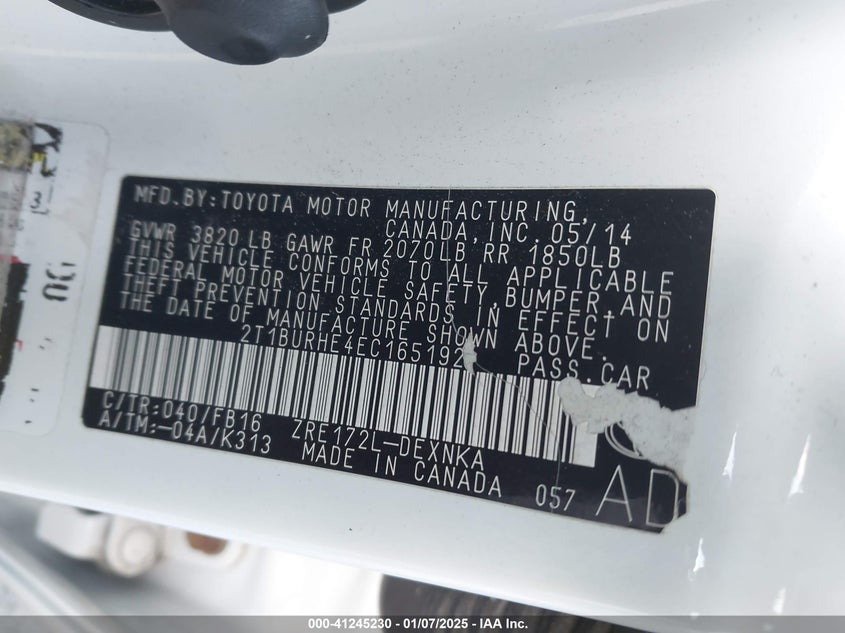 MFD.BY:TOYOTA MOTOR MANUFACTURING,
CANADA, INC. 05/14
GVWR 3820 LB GAWR FR 2070LB RR 1850LB
THIS VEHICLE CONFORMS TO ALL APPLICABLE
FEDERAL MOTOR VEHICLE SAFETY, BUMPER, AND
THEFT PREVENTION STANDARDS IN EFFECT ON
THE DATE OF MANUFACTURE SHOWN ABOVE.
2T1BURHE4EC165192 PASS.CAR
C/TR:040/FB16 ZRE172L-DEXNKA
A/TM:-04A/K313 MADE IN CANADA 057 AD
000-41245230 - 01/07/2025 - IAA Inc.